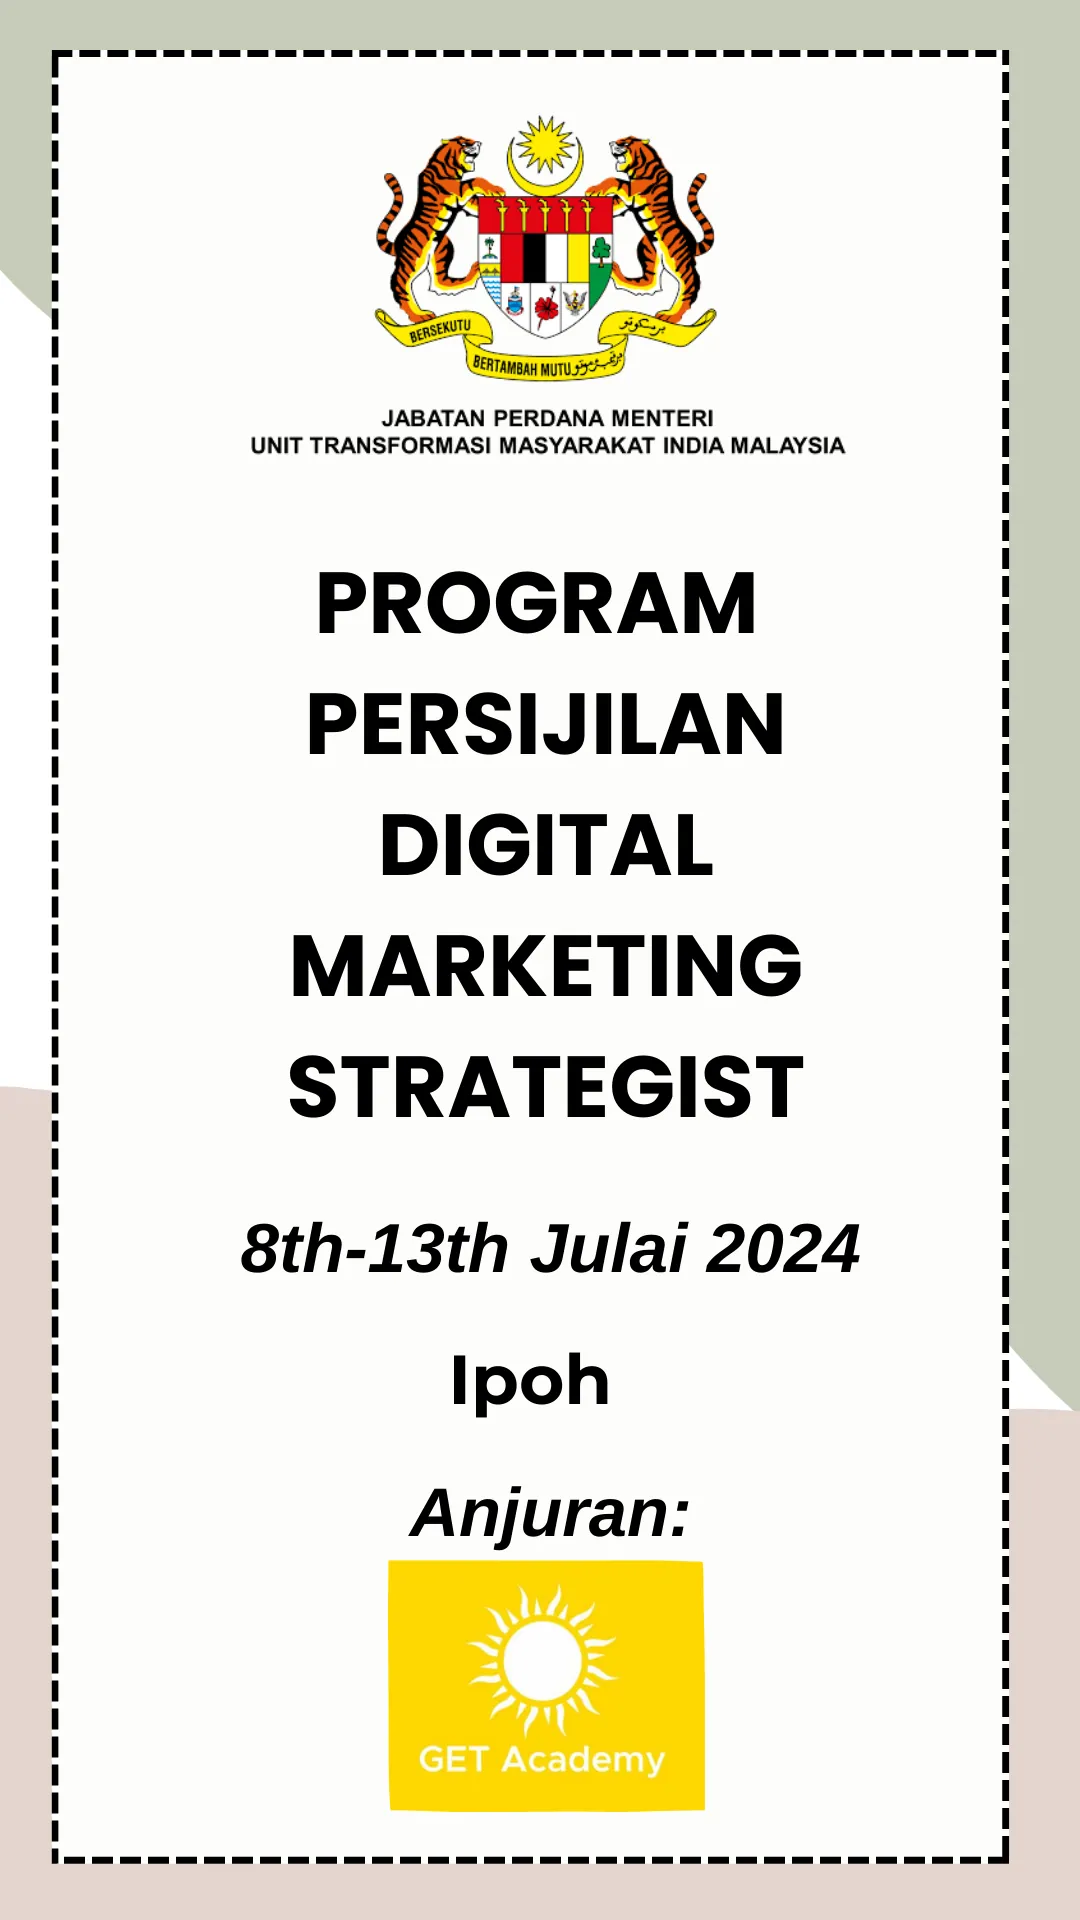 BERSEKUTU
BERTAMBAH MUTU
JABATAN PERDANA MENTERI
UNIT TRANSFORMASI MASYARAKAT INDIA MALAYSIA
PROGRAM
PERSIJILAN
DIGITAL
MARKETING
STRATEGIST
8th-13th Julai 2024
Ipoh
Anjuran:
GET Academy